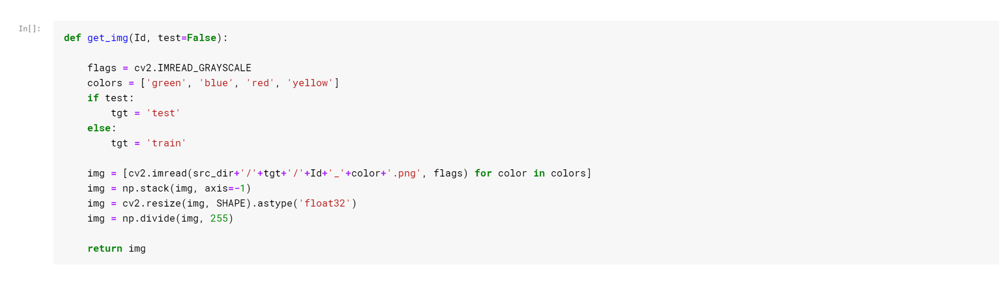 In[]:
def get_img(Id, test=False):
    flags = cv2.IMREAD_GRAYSCALE
    colors = ['green', 'blue', 'red', 'yellow']
    if test:
        tgt = 'test'
    else:
        tgt = 'train'
    img = [cv2.imread(src_dir+'/'+tgt+'/'+Id+'_'+color+'.png', flags) for color in colors]
    img = np.stack(img, axis=-1)
    img = cv2.resize(img, SHAPE).astype('float32')
    img = np.divide(img, 255)
    return img